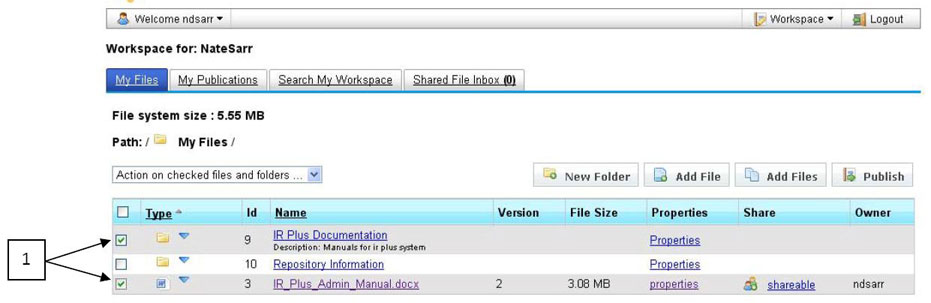 Welcome ndsarr Workspace Logout
Workspace for: NateSarr
My Files My Publications Search My Workspace Shared File Inbox (0)
File system size : 5.55 MB
Path: / My Files /
Action on checked files and folders ... New Folder Add File Add Files Publish
Type Id Name Version File Size Properties Share Owner
9 IR Plus Documentation Properties
Description: Manuals for ir plus system
10 Repository Information Properties
3 IR_Plus_Admin_Manual.docx 2 3.08 MB properties shareable ndsarr
1